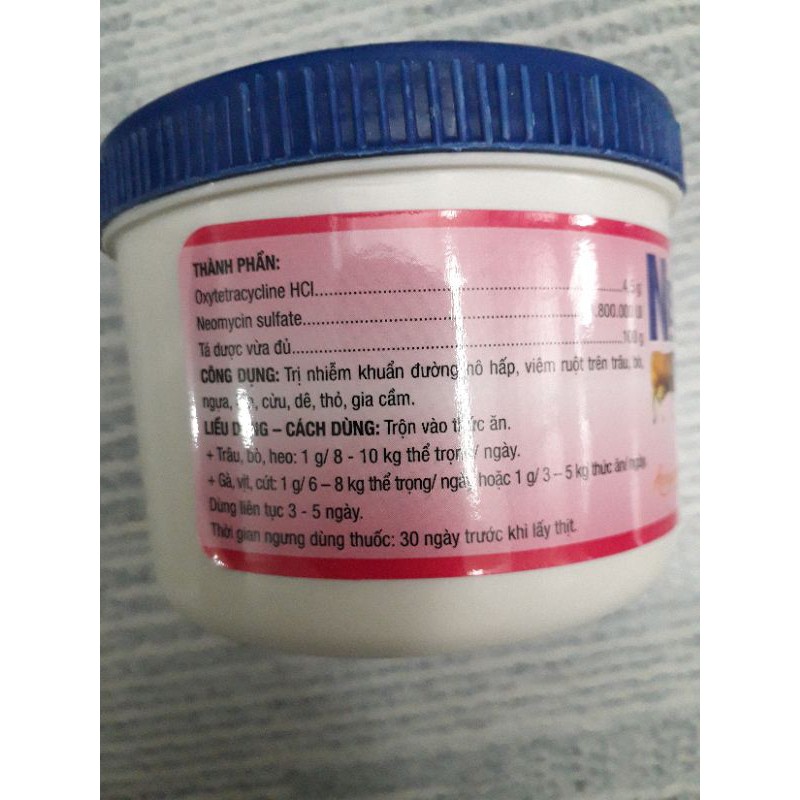 THÀNH PHẦN:
Oxytetracycline HCl
Neomycin sulfate
Tá dược vừa đủ
CÔNG DỤNG: Trị nhiễm khuẩn đường hô hấp, viêm ruột trên trâu, bò,
ngựa, cừu, dê, thỏ, gia cầm.
LIỀU DÙNG – CÁCH DÙNG: Trộn vào thức ăn.
+ Trâu, bò, heo: 1 g/ 8 - 10 kg thể trọng/ ngày.
+ Gà, vịt, cút: 1 g/ 6 – 8 kg thể trọng/ ngày hoặc 1 g/ 3 – 5 kg thức ăn/ ngày.
Dùng liên tục 3 - 5 ngày.
Thời gian ngưng dùng thuốc: 30 ngày trước khi lấy thịt.